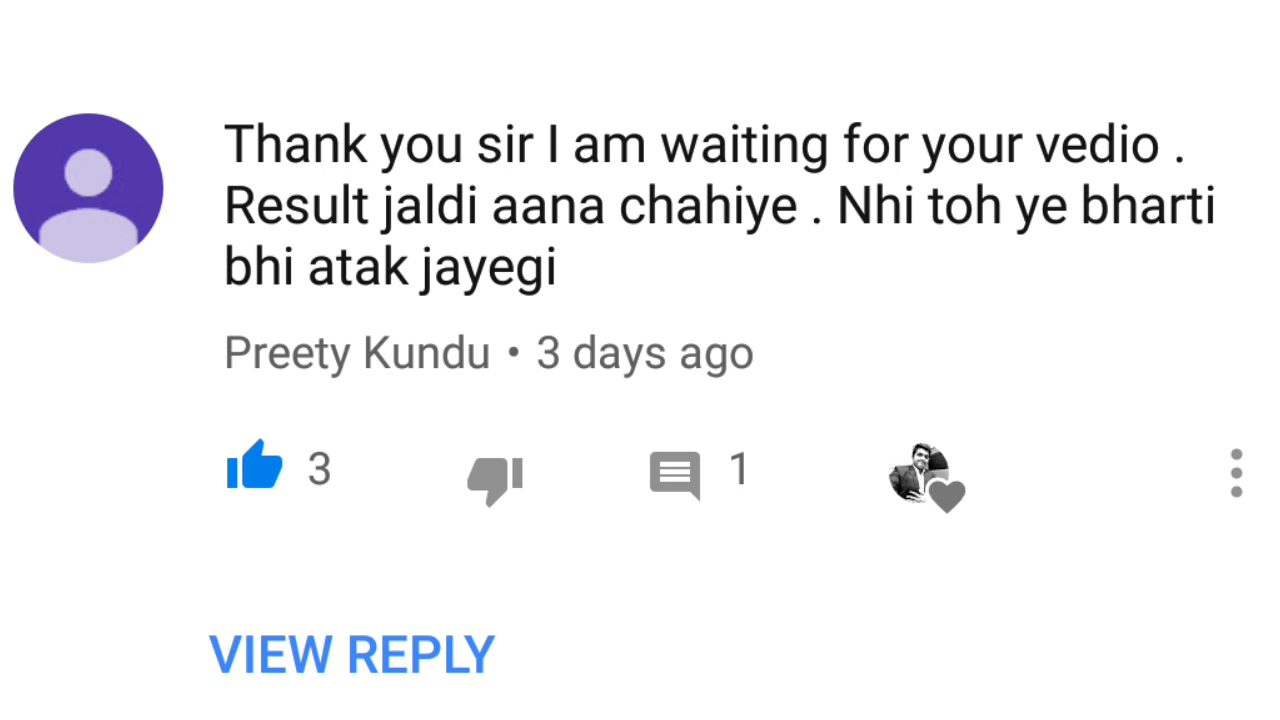 Thank you sir I am waiting for your vedio .
Result jaldi aana chahiye . Nhi toh ye bharti
bhi atak jayegi
Preety Kundu • 3 days ago
3
1
VIEW REPLY